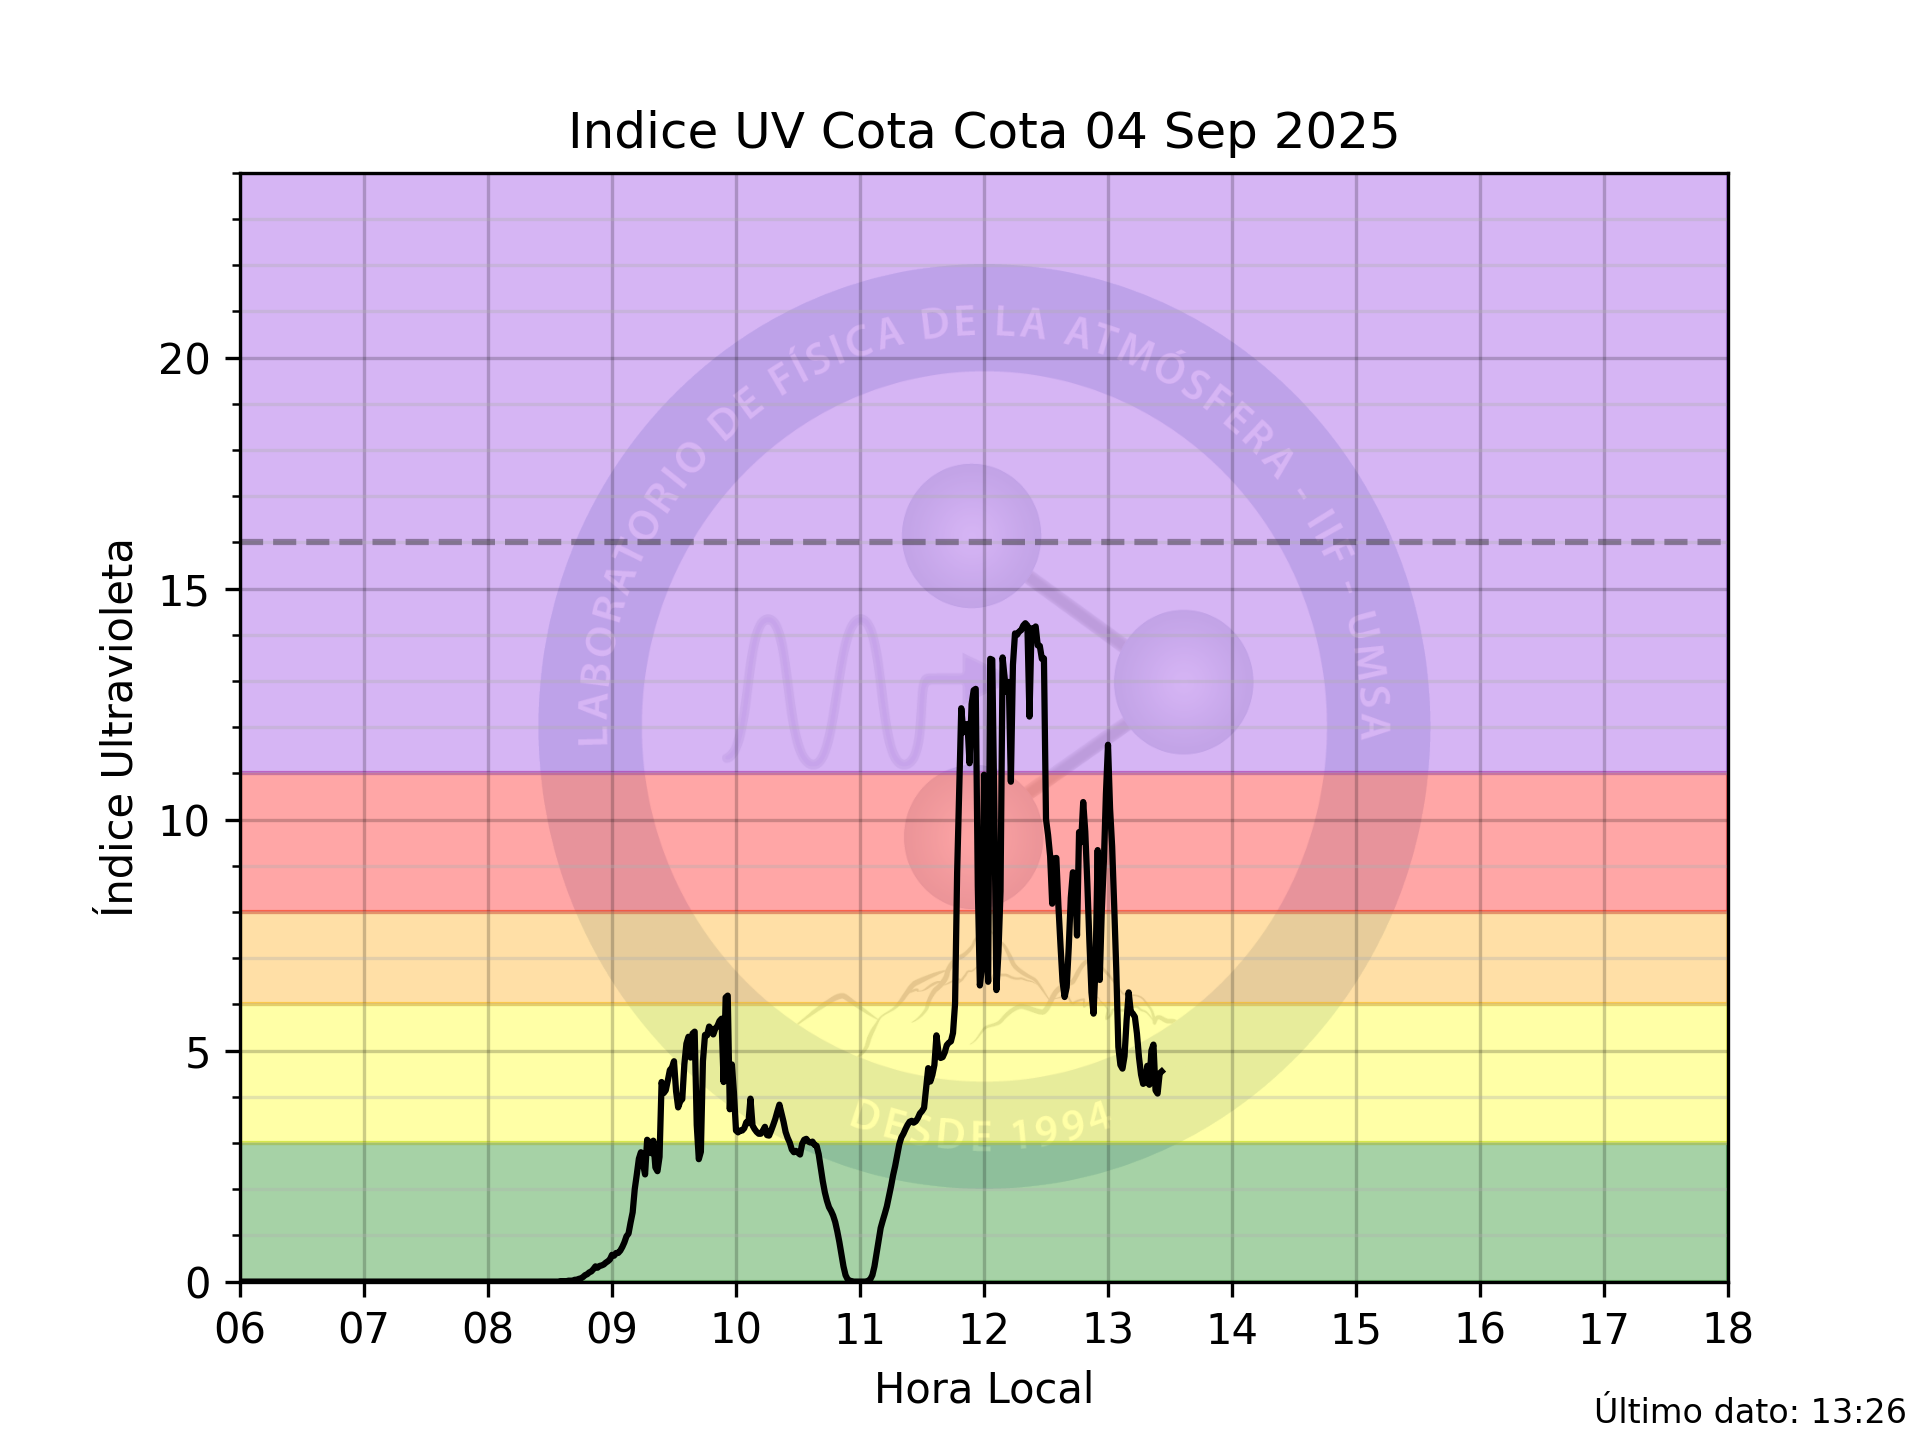 Indice UV Cota Cota 04 Sep 2025
LABORATORIO DE FÍSICA DE LA ATMÓSFERA - IIF - UMSA
DESDE 1994
Índice Ultravioleta
20
15
10
5
0
06 07 08 09 10 11 12 13 14 15 16 17 18
Hora Local
Último dato: 13:26